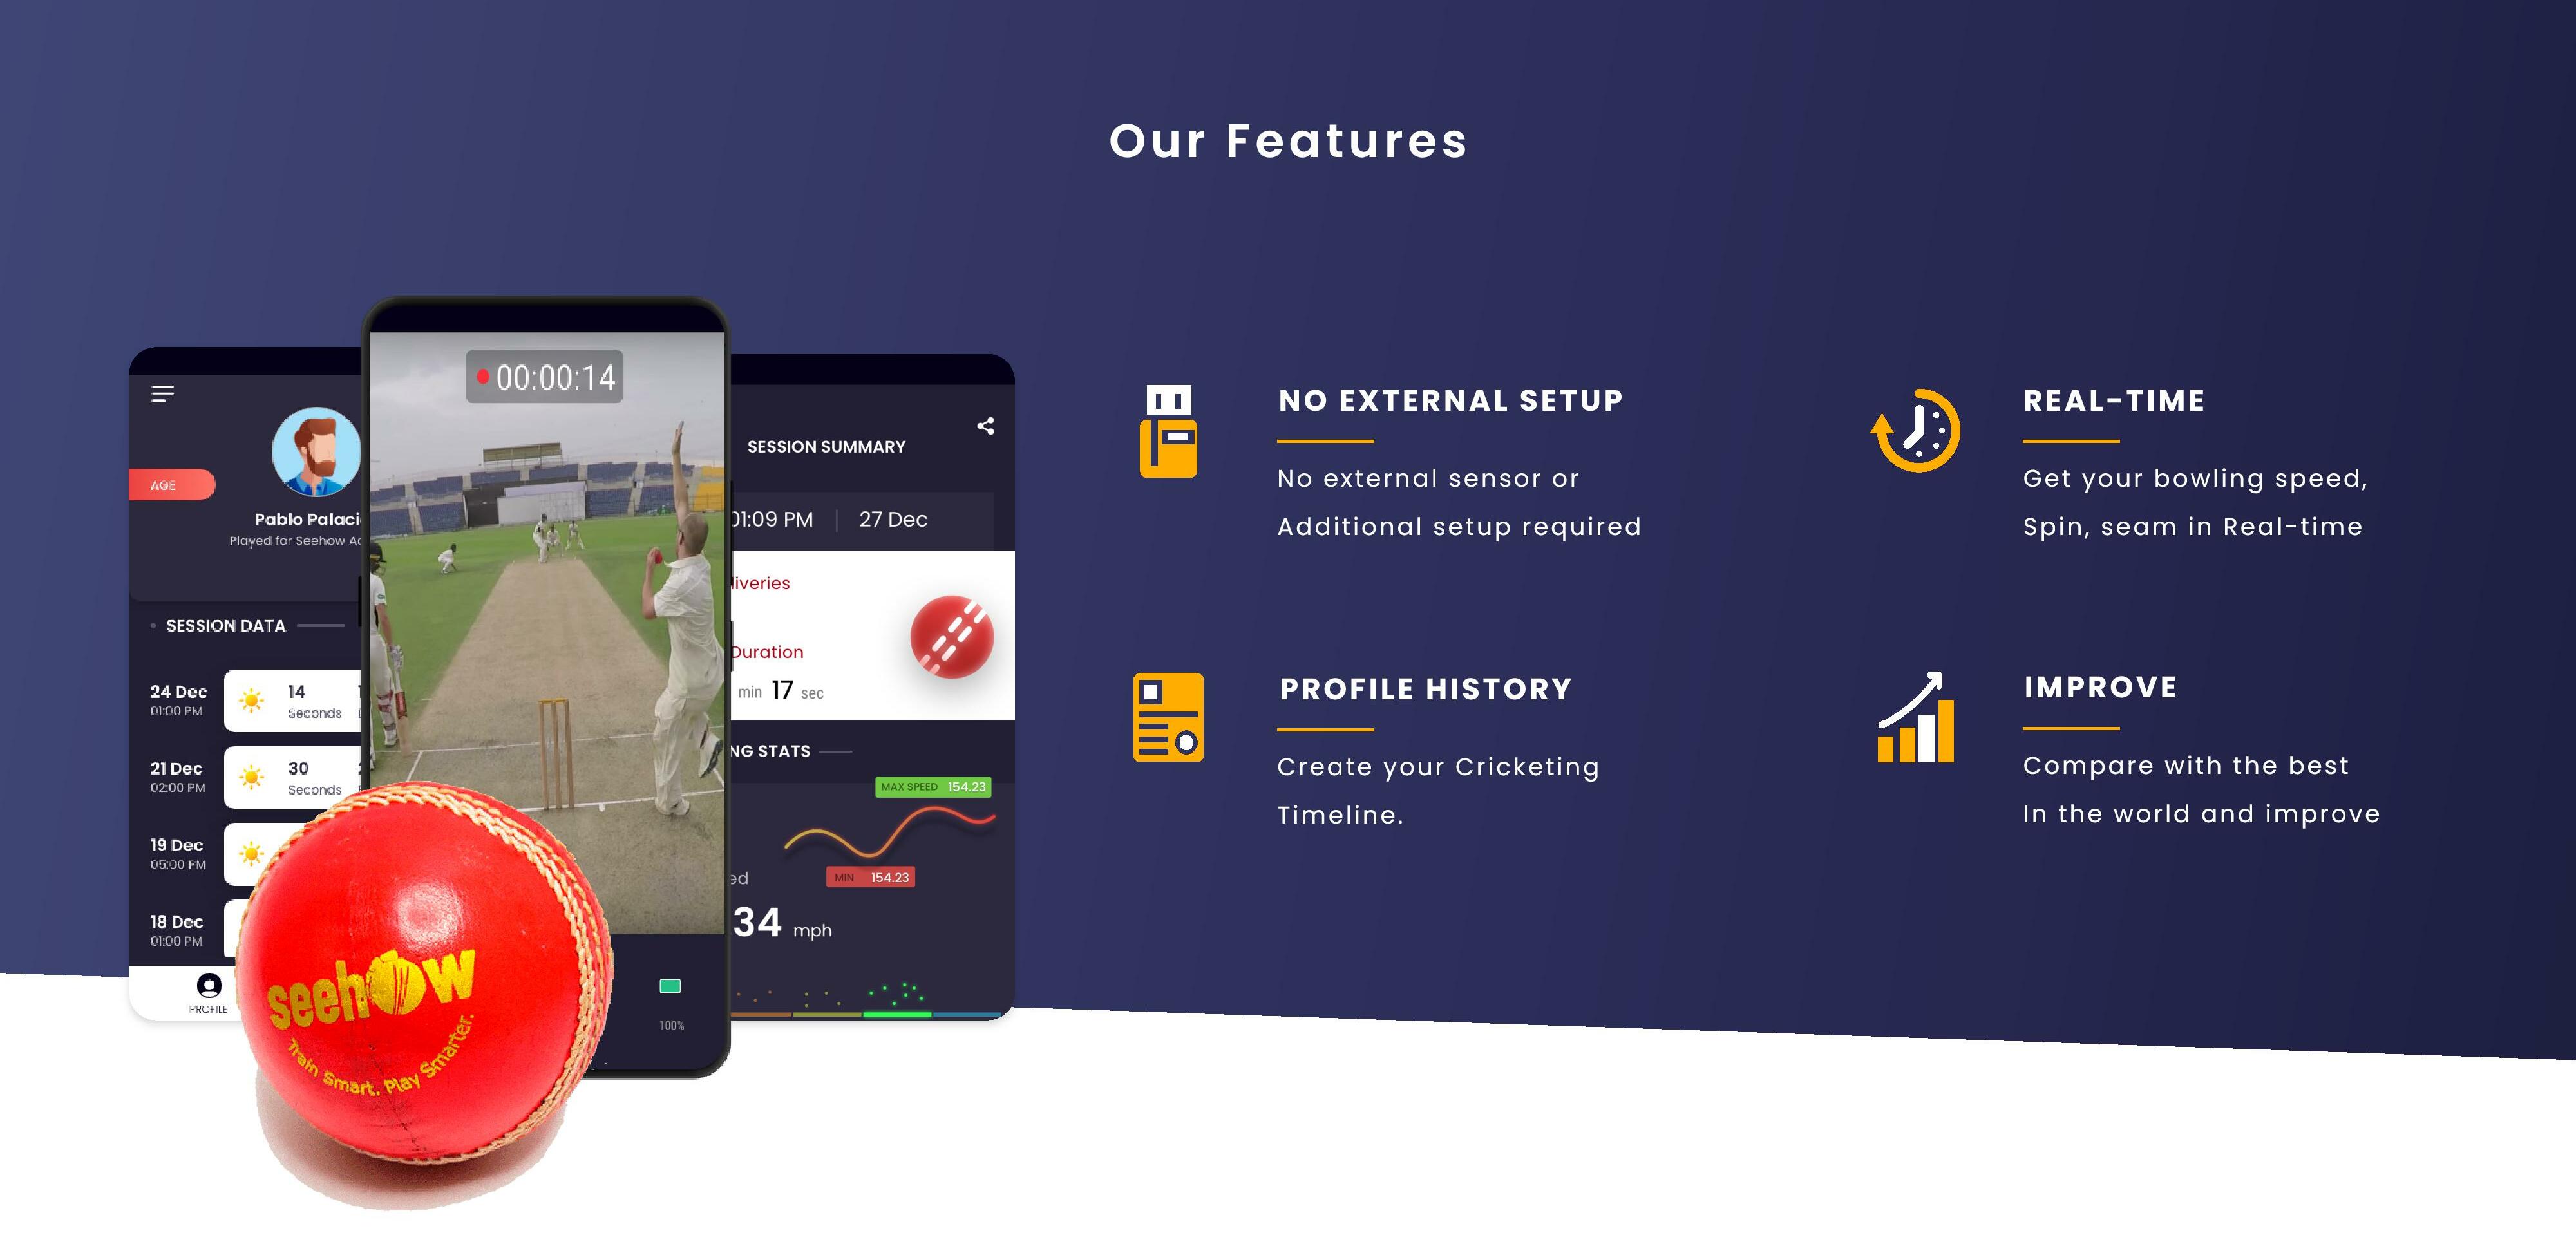 Our Features
00:00:14
AGE
Pablo Palaci
Played for Seehow
SESSION DATA
24 Dec
01:00 PM
14
Seconds
21 Dec
02:00 PM
30
Seconds
19 Dec
05:00 PM
18 Dec
01:00 PM
PROFILE
seehow
Train Smart. Play Smarter.
100%
SESSION SUMMARY
01:09 PM
27 Dec
liveries
Duration
min 17 sec
NG STATS
MAX SPEED 154.23
MIN 154.23
ed
34 mph
NO EXTERNAL SETUP
No external sensor or
Additional setup required
REAL-TIME
Get your bowling speed,
Spin, seam in Real-time
PROFILE HISTORY
Create your Cricketing
Timeline.
IMPROVE
Compare with the best
In the world and improve